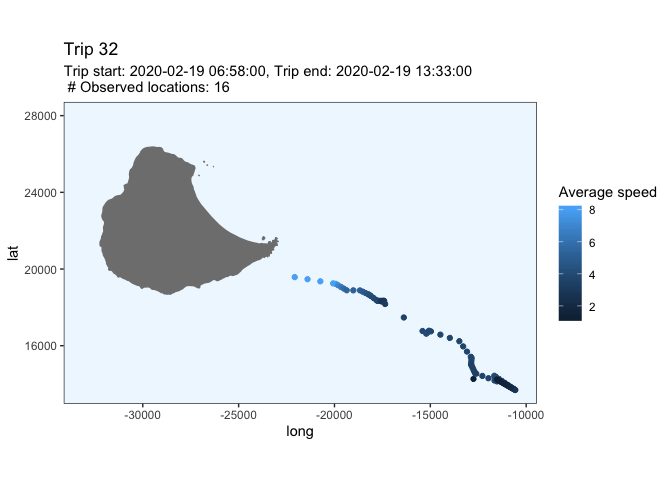 Trip 32
Trip start: 2020-02-19 06:58:00, Trip end: 2020-02-19 13:33:00
# Observed locations: 16
28000
24000
20000
16000
lat
-30000
-25000
-20000
-15000
-10000
long
Average speed
8
6
4
2